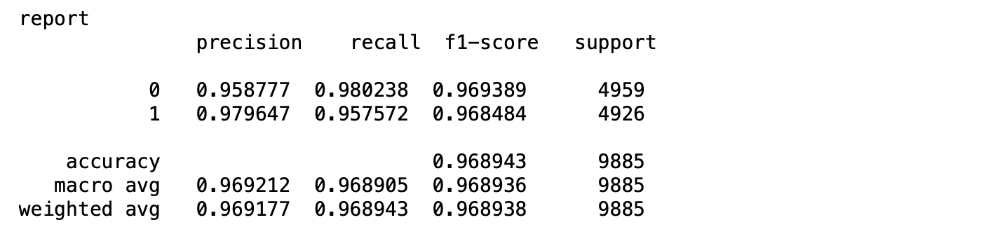 report
precision recall f1-score support
0 0.958777 0.980238 0.969389 4959
1 0.979647 0.957572 0.968484 4926
accuracy 0.968943 9885
macro avg 0.969212 0.968905 0.968936 9885
weighted avg 0.969177 0.968943 0.968938 9885